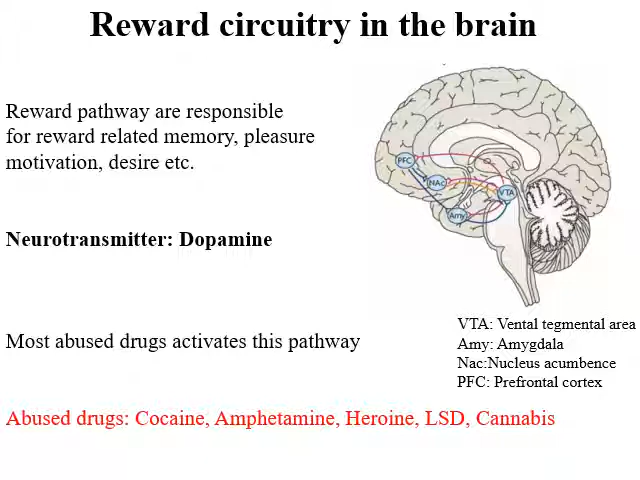 Reward circuitry in the brain
Reward pathway are responsible
for reward related memory, pleasure
motivation, desire etc.
PFC
NAc
VTA
Amy
Neurotransmitter: Dopamine
Most abused drugs activates this pathway
VTA: Vental tegmental area
Amy: Amygdala
Nac:Nucleus acumbence
PFC: Prefrontal cortex
Abused drugs: Cocaine, Amphetamine, Heroine, LSD, Cannabis